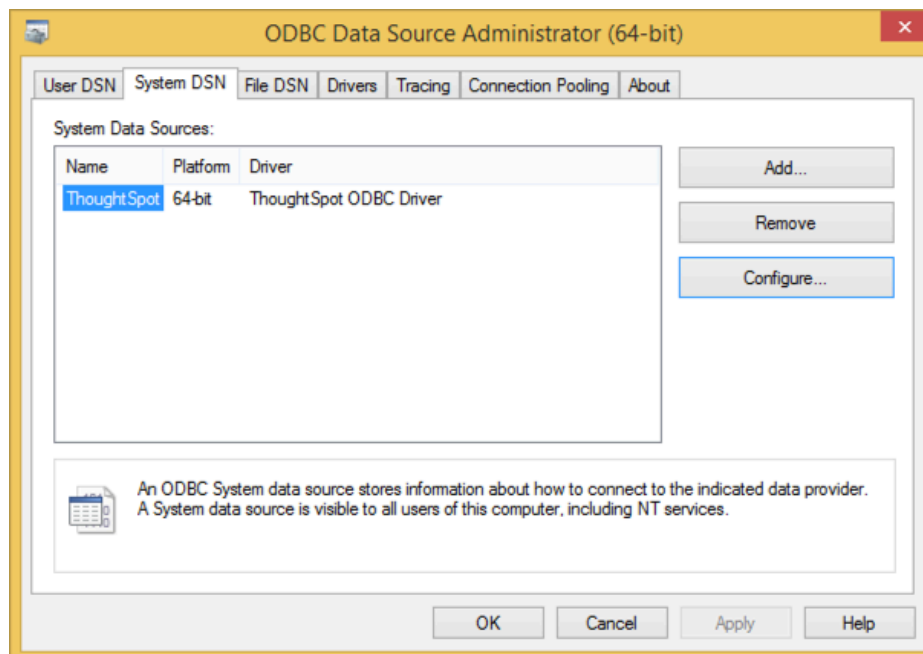 ODBC Data Source Administrator (64-bit)
User DSN System DSN File DSN Drivers Tracing Connection Pooling About
System Data Sources:
Name Platform Driver
ThoughtSpot 64-bit ThoughtSpot ODBC Driver
Add...
Remove
Configure...
An ODBC System data source stores information about how to connect to the indicated data provider.
A System data source is visible to all users of this computer, including NT services.
OK Cancel Apply Help